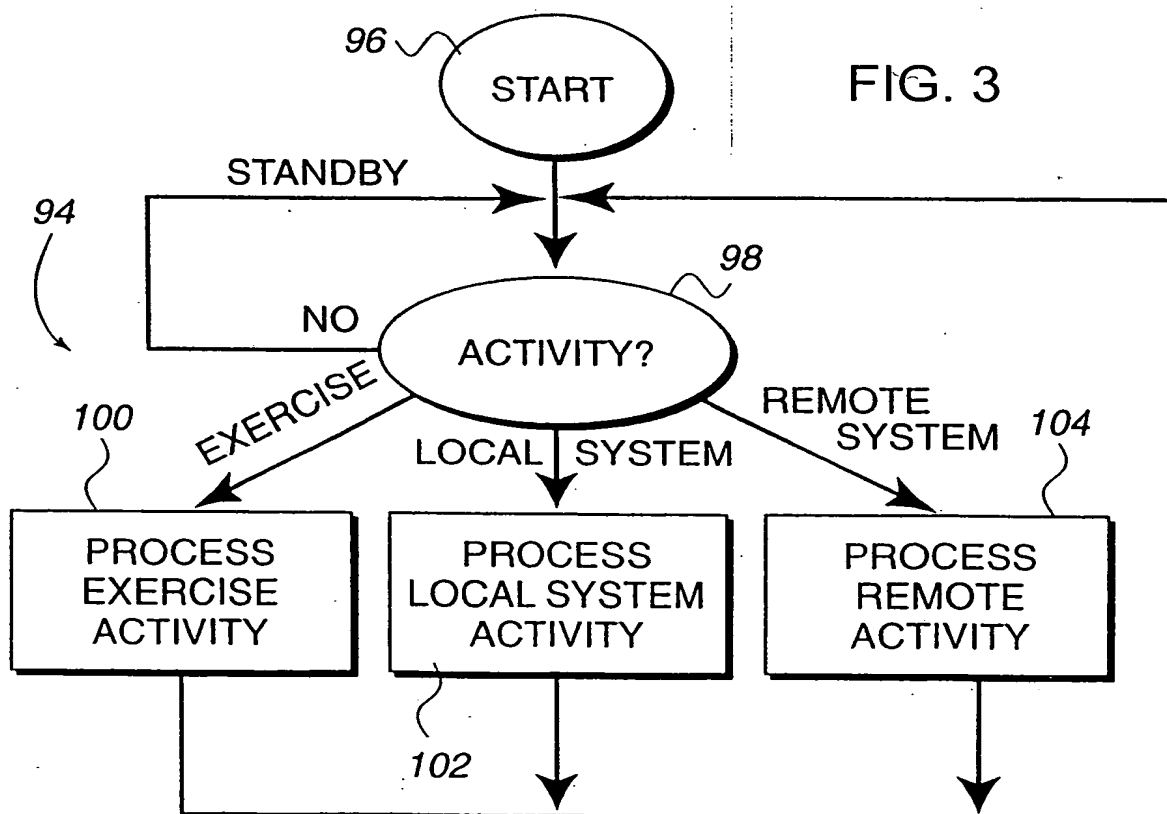 96
START
FIG. 3
STANDBY
94
98
NO
ACTIVITY?
EXERCISE
LOCAL SYSTEM
REMOTE
SYSTEM
100
104
PROCESS
EXERCISE
ACTIVITY
PROCESS
LOCAL SYSTEM
ACTIVITY
PROCESS
REMOTE
ACTIVITY
102